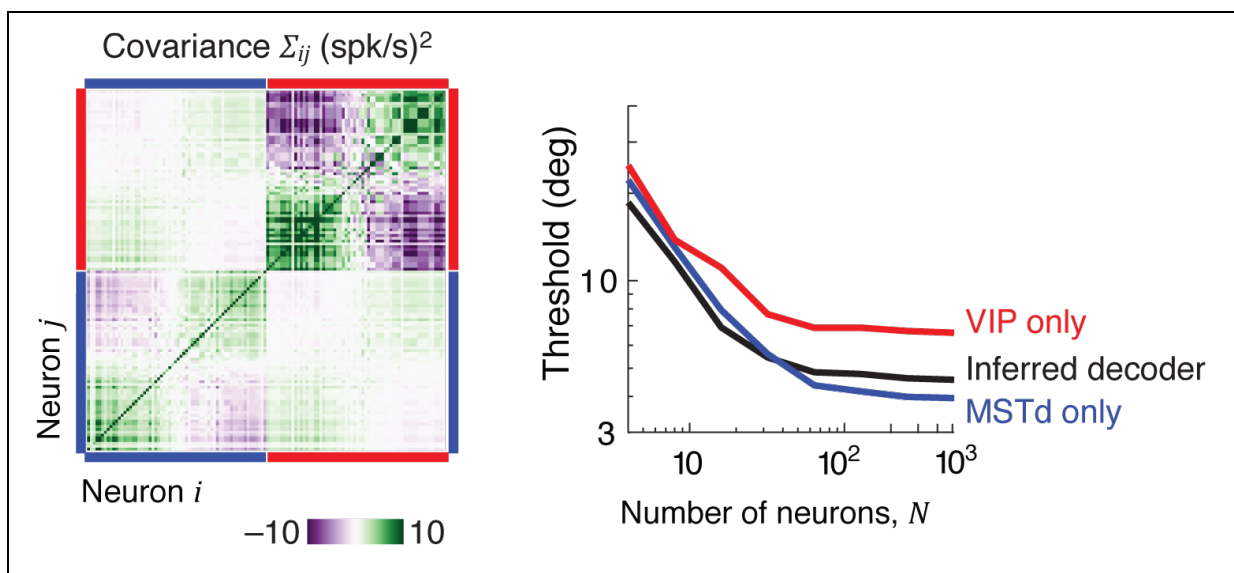 Covariance Σij (spk/s)²
Neuron j
Neuron i
–10 10
Threshold (deg)
10
3
10 10² 10³
Number of neurons, N
VIP only
Inferred decoder
MSTd only